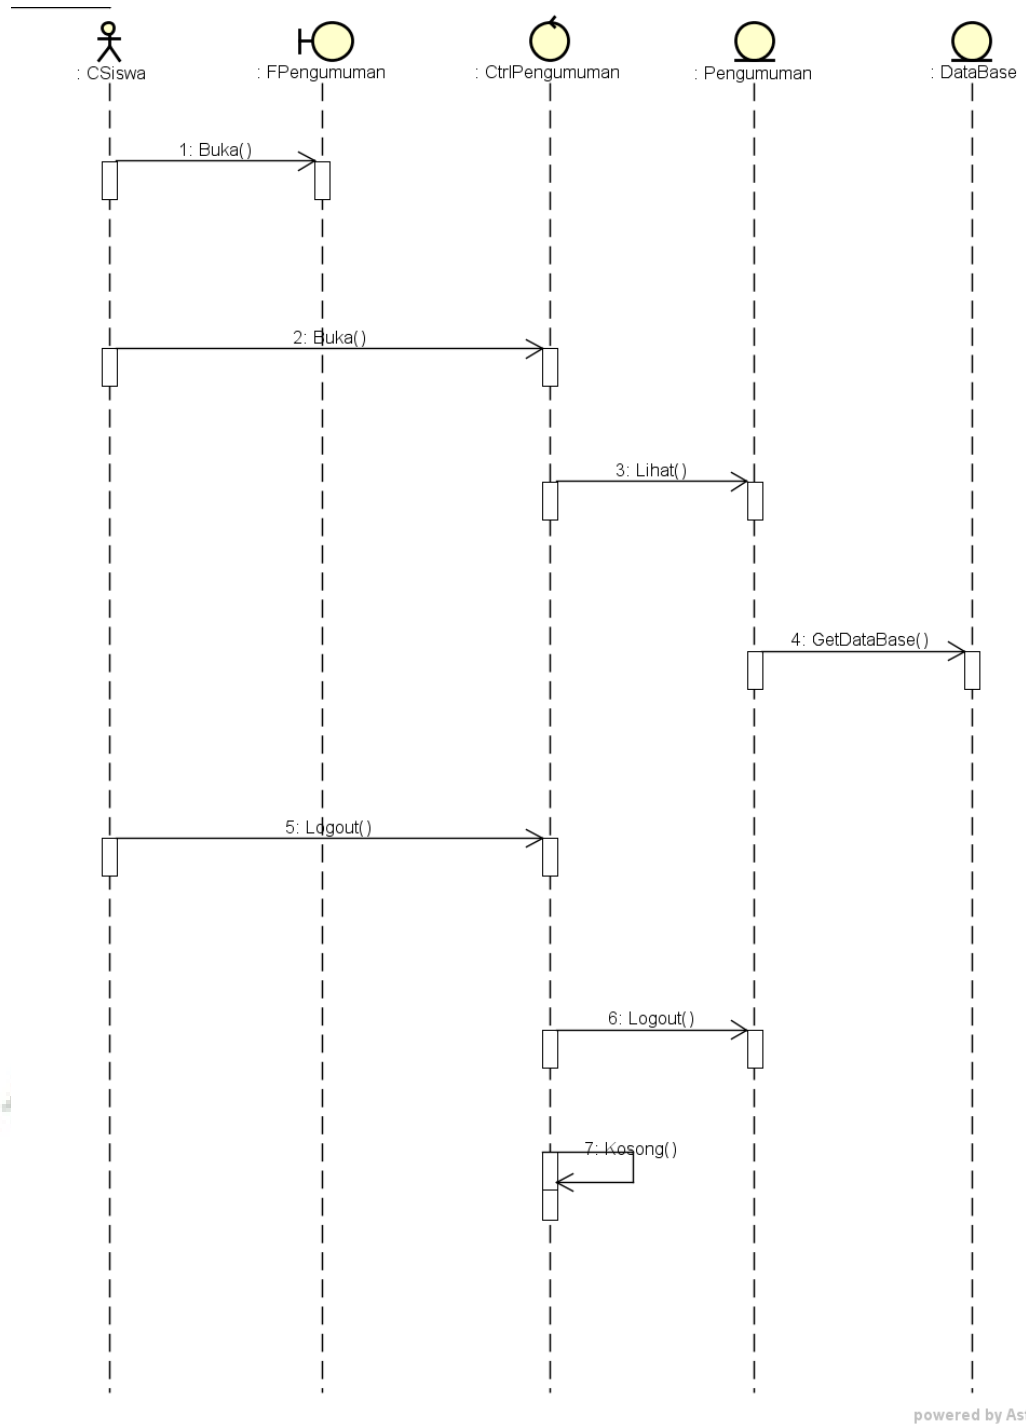 : CSiswa
: FPengumuman
: CtrlPengumuman
: Pengumuman
: DataBase
1: Buka()
2: Buka()
3: Lihat()
4: GetDataBase()
5: Logout()
6: Logout()
7: Kosong()
powered by Ast